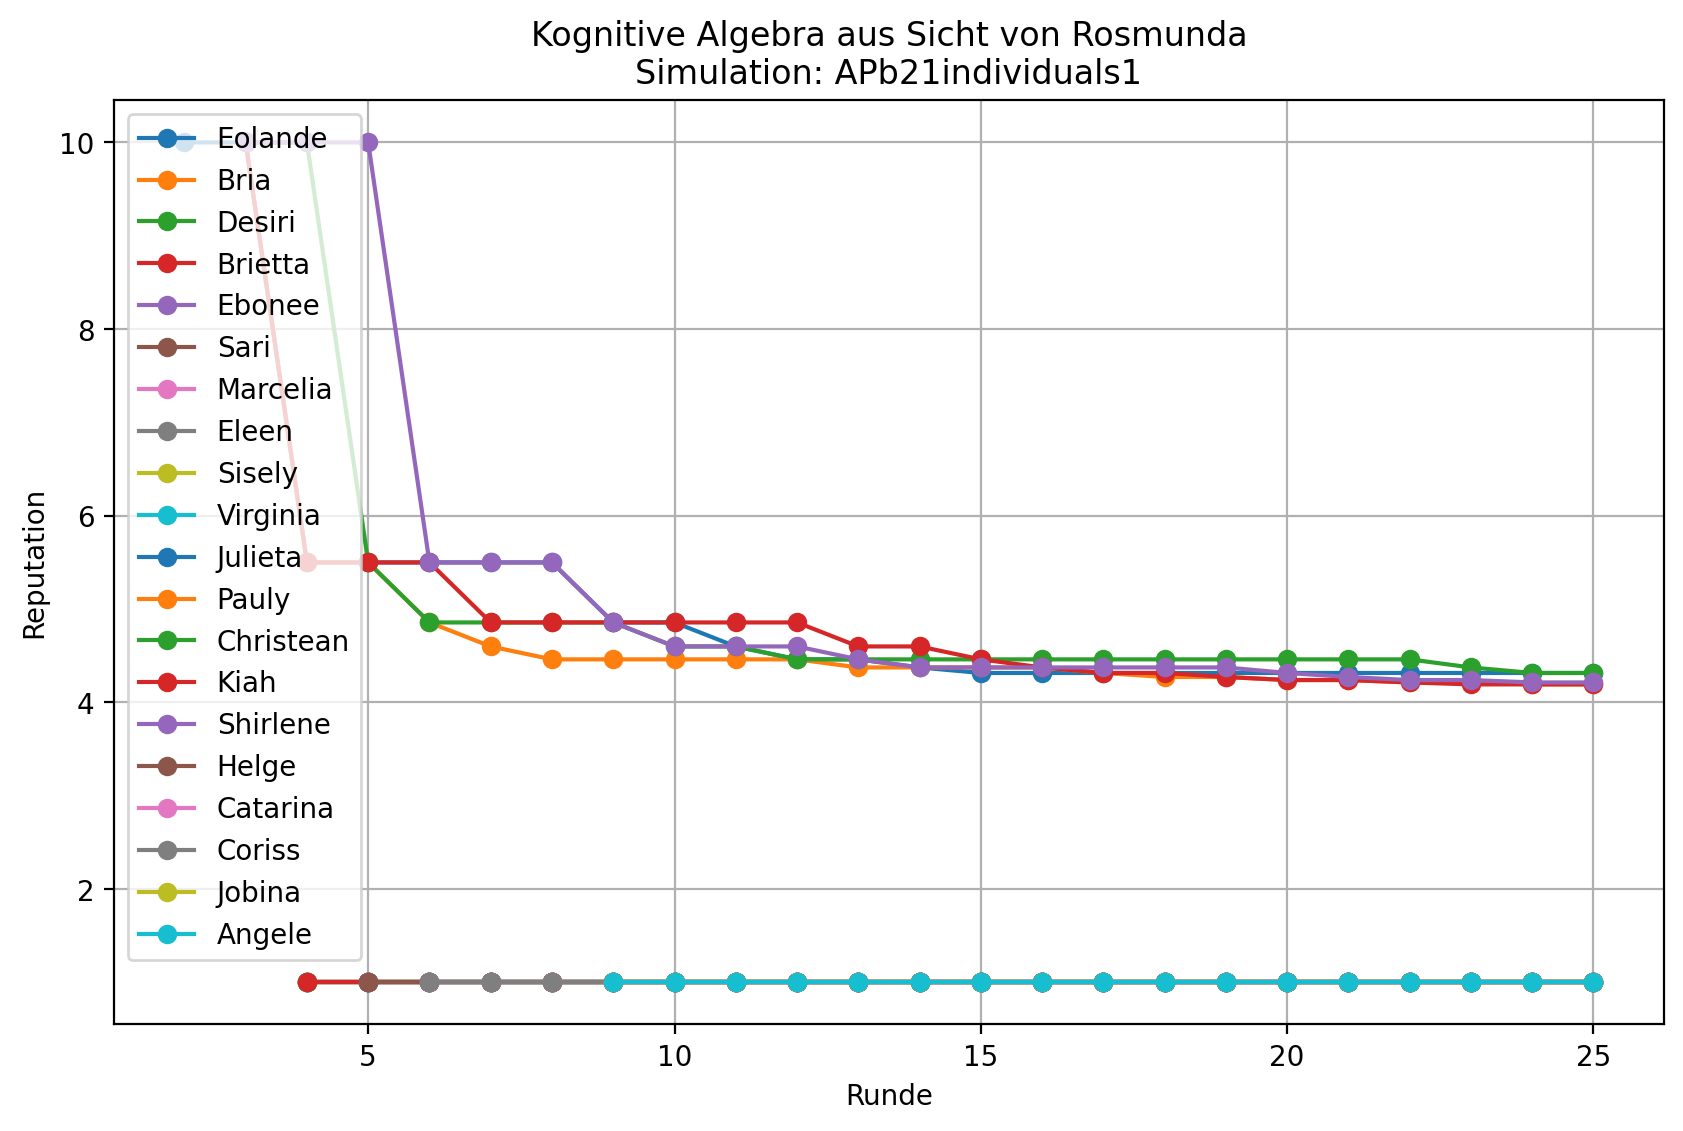 Kognitive Algebra aus Sicht von Rosmunda
Simulation: APb21individuals1
Reputation
10
8
6
4
2
Eolande
Bria
Desiri
Brietta
Ebonee
Sari
Marcelia
Eleen
Sisely
Virginia
Julieta
Pauly
Christean
Kiah
Shirlene
Helge
Catarina
Coriss
Jobina
Angele
5 10 15 20 25
Runde